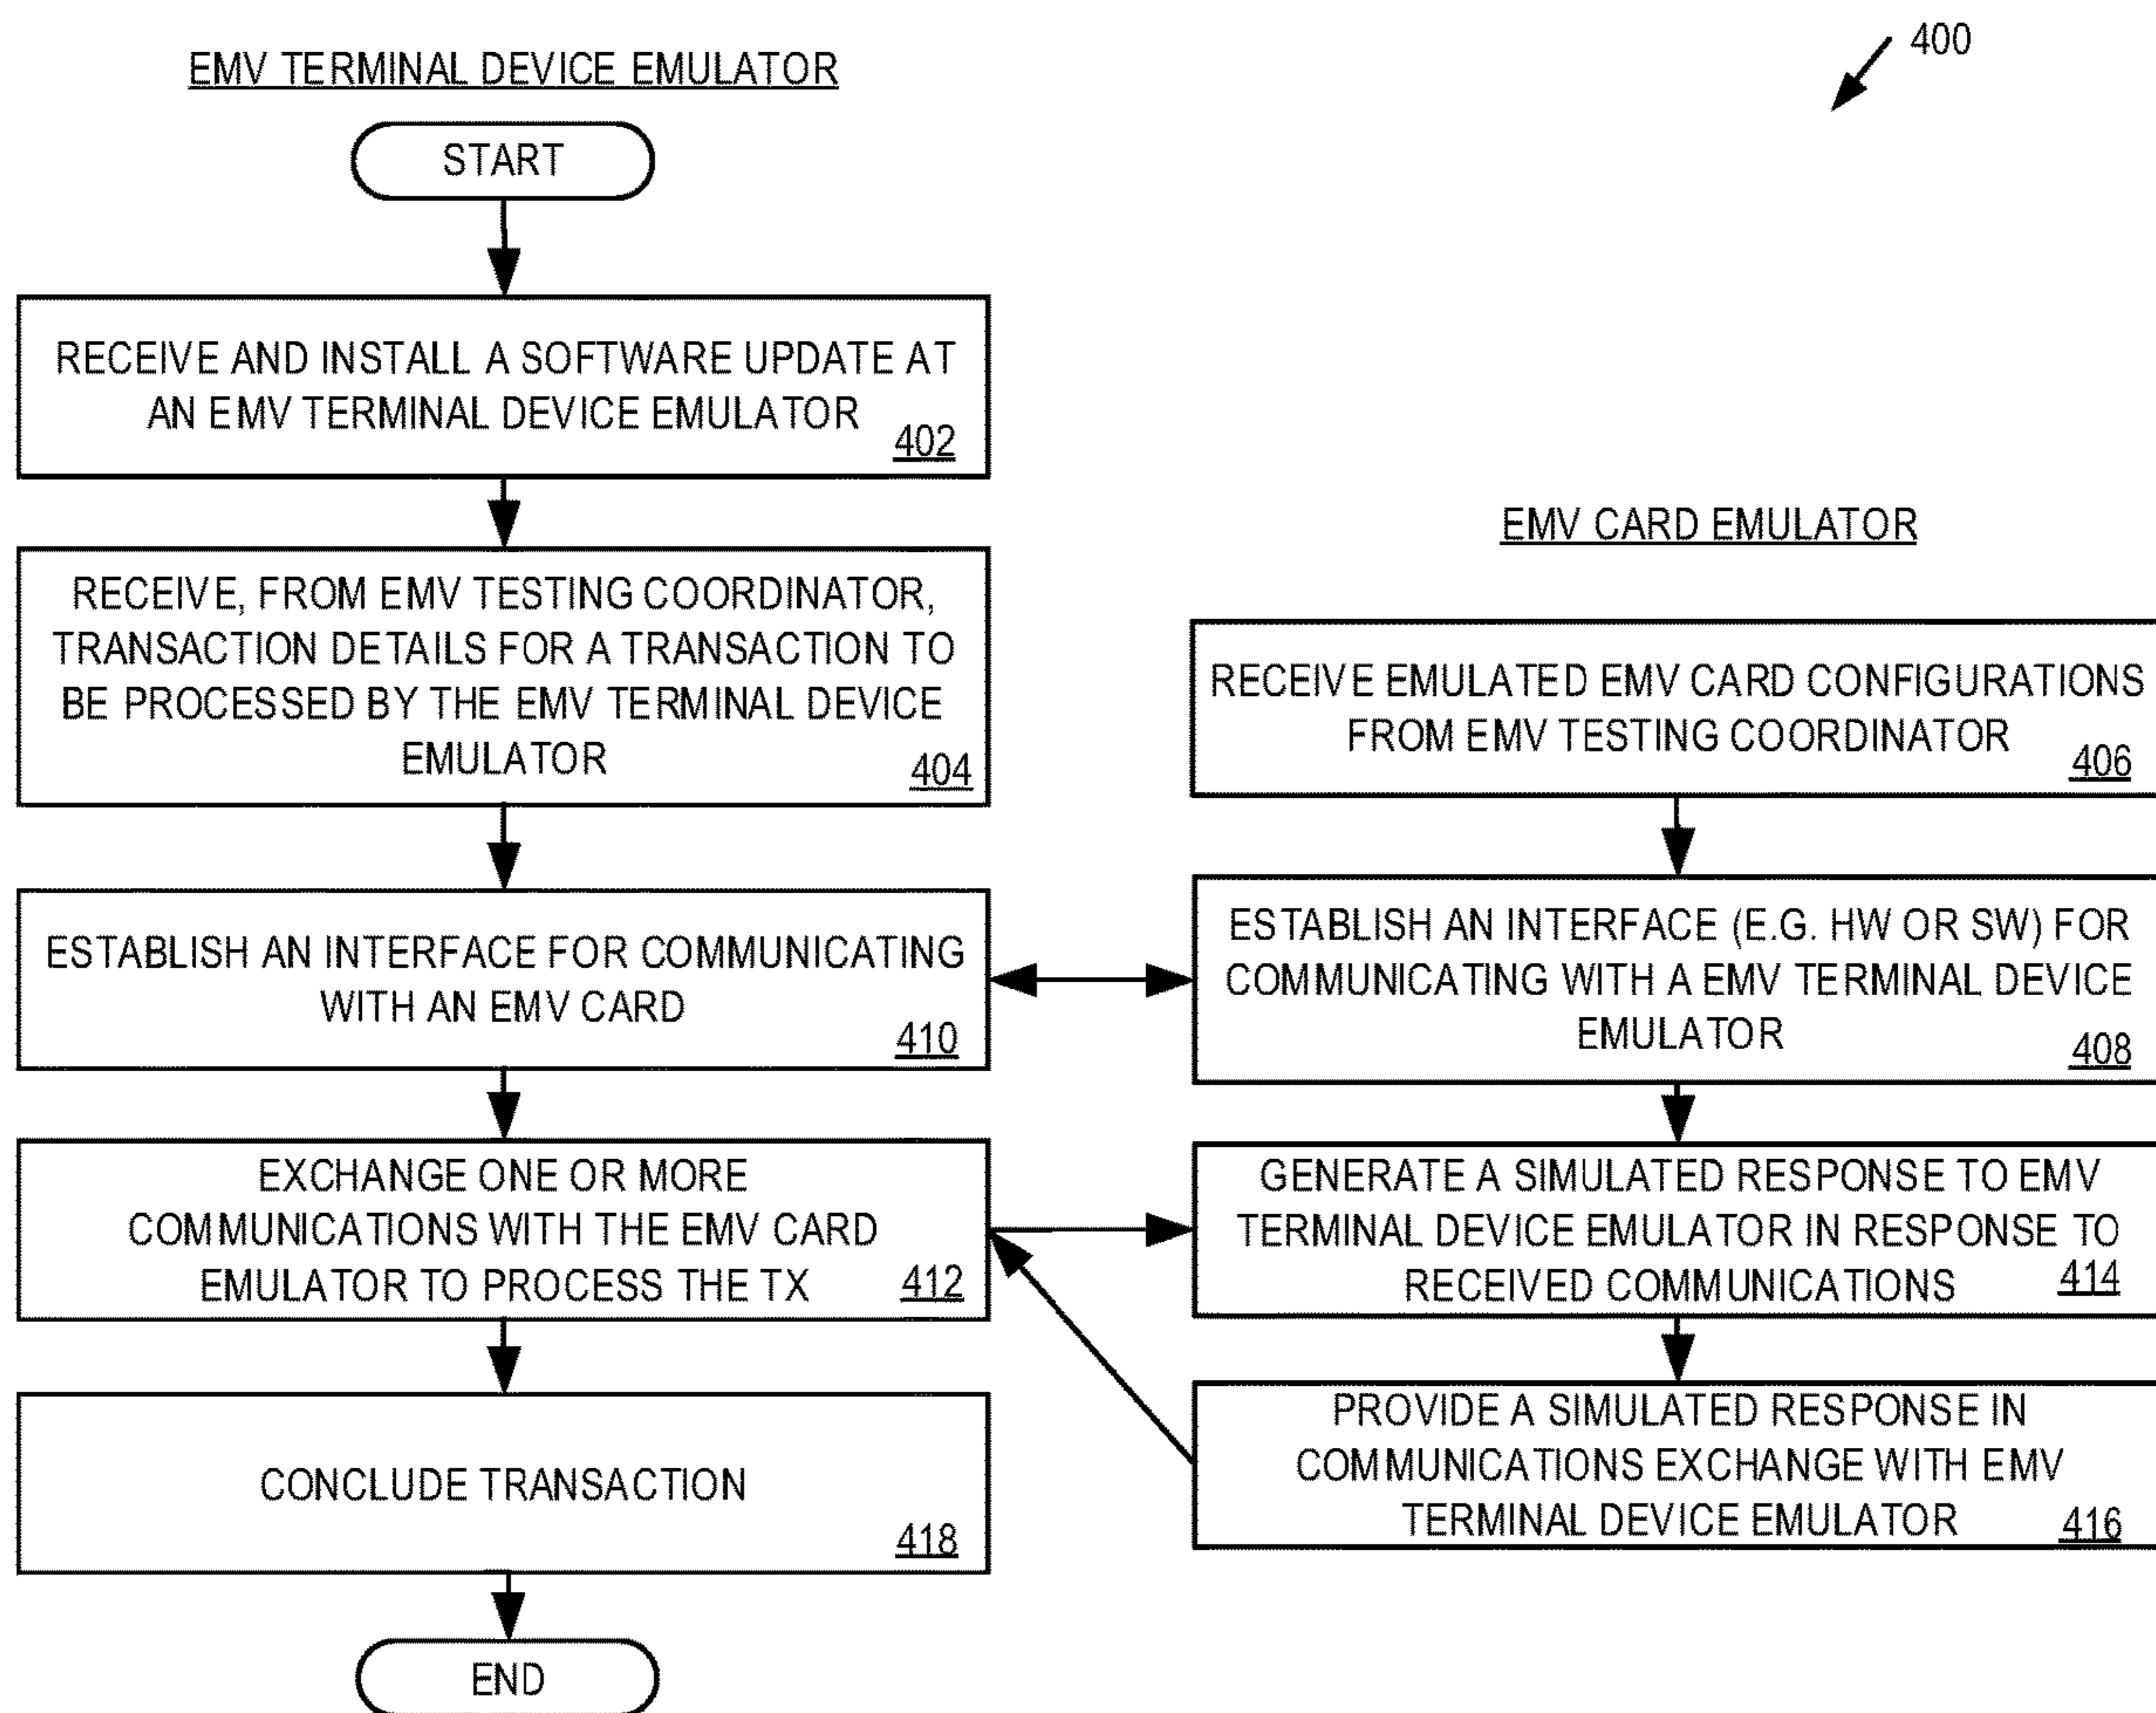 400
EMV TERMINAL DEVICE EMULATOR
START
RECEIVE AND INSTALL A SOFTWARE UPDATE AT
AN EMV TERMINAL DEVICE EMULATOR
402
RECEIVE, FROM EMV TESTING COORDINATOR,
TRANSACTION DETAILS FOR A TRANSACTION TO
BE PROCESSED BY THE EMV TERMINAL DEVICE
EMULATOR
404
ESTABLISH AN INTERFACE FOR COMMUNICATING
WITH AN EMV CARD
410
EXCHANGE ONE OR MORE
COMMUNICATIONS WITH THE EMV CARD
EMULATOR TO PROCESS THE TX
412
CONCLUDE TRANSACTION
418
END
EMV CARD EMULATOR
RECEIVE EMULATED EMV CARD CONFIGURATIONS
FROM EMV TESTING COORDINATOR
406
ESTABLISH AN INTERFACE (E.G. HW OR SW) FOR
COMMUNICATING WITH A EMV TERMINAL DEVICE
EMULATOR
408
GENERATE A SIMULATED RESPONSE TO EMV
TERMINAL DEVICE EMULATOR IN RESPONSE TO
RECEIVED COMMUNICATIONS
414
PROVIDE A SIMULATED RESPONSE IN
COMMUNICATIONS EXCHANGE WITH EMV
TERMINAL DEVICE EMULATOR
416